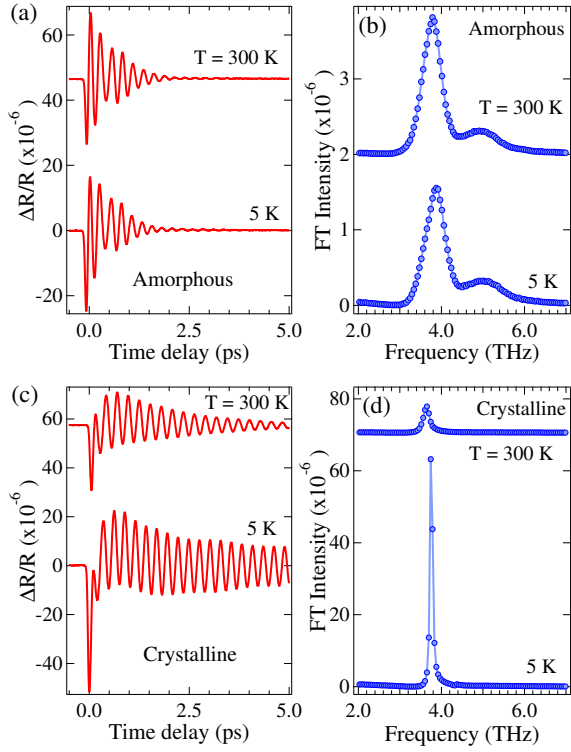 (a)
T = 300 K
5 K
Amorphous
ΔR/R (x10⁻⁶)
60
40
20
0
-20
0.0
2.5
5.0
Time delay (ps)
(b)
Amorphous
T = 300 K
5 K
FT Intensity (x10⁻⁶)
3
2
1
0
2.0
4.0
6.0
Frequency (THz)
(c)
T = 300 K
5 K
Crystalline
ΔR/R (x10⁻⁶)
60
40
20
0
-20
-40
0.0
2.5
5.0
Time delay (ps)
(d)
Crystalline
T = 300 K
5 K
FT Intensity (x10⁻⁶)
80
60
40
20
0
2.0
4.0
6.0
Frequency (THz)